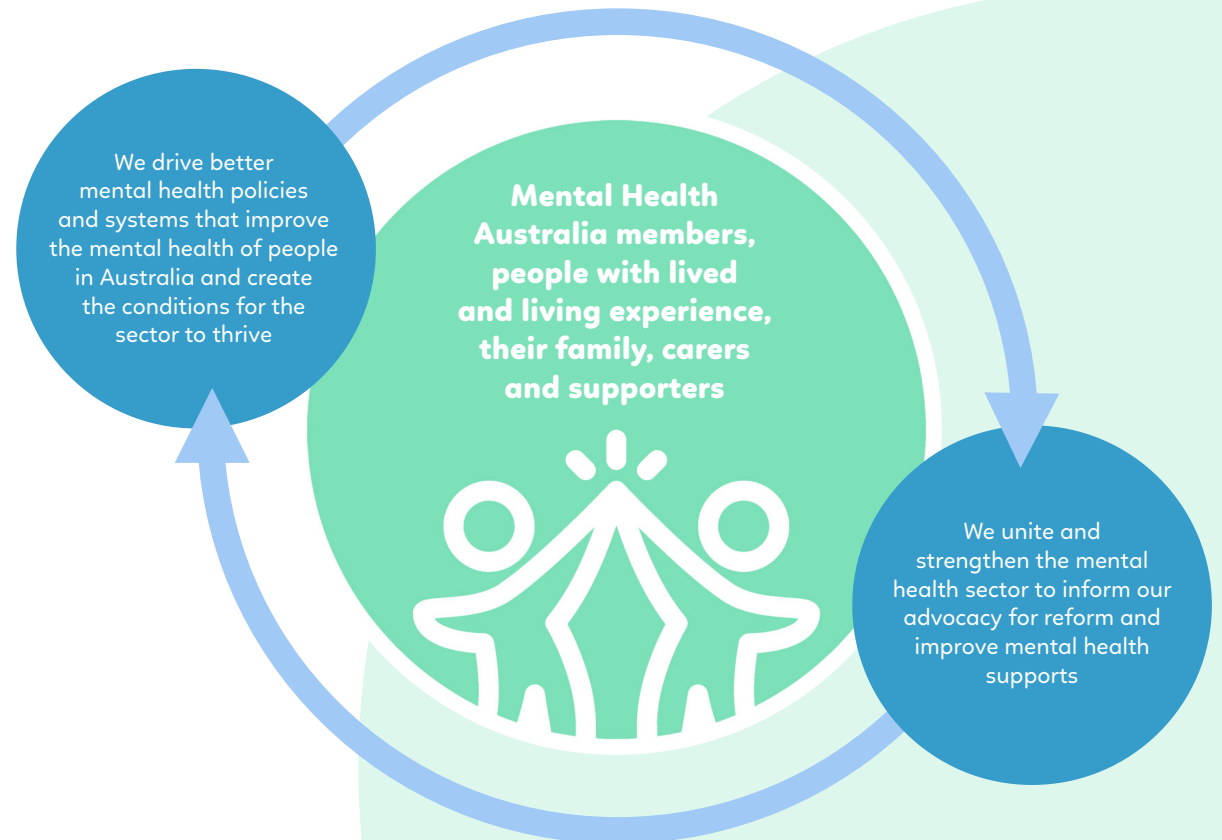 We drive better
mental health policies
and systems that improve
the mental health of people
in Australia and create
the conditions for the
sector to thrive
Mental Health
Australia members,
people with lived
and living experience,
their family, carers
and supporters
We unite and
strengthen the mental
health sector to inform our
advocacy for reform and
improve mental health
supports